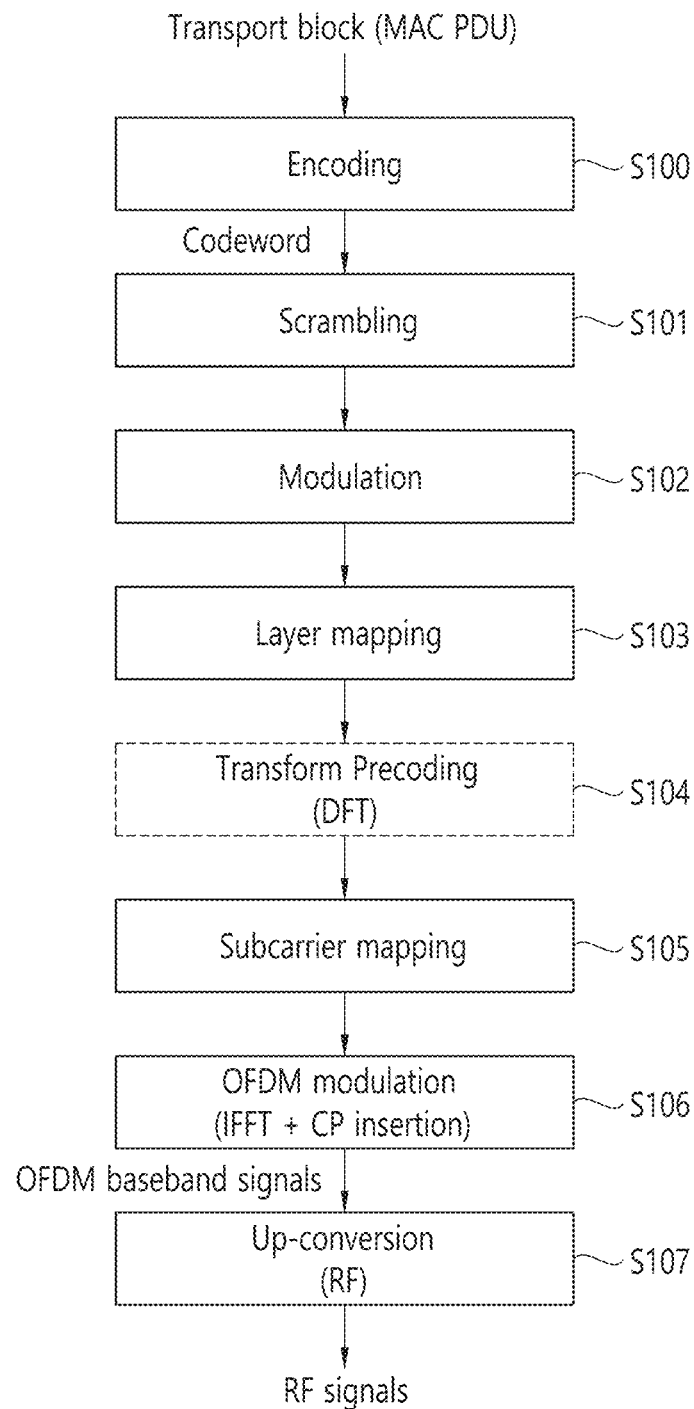 Transport block (MAC PDU)
Encoding
S100
Codeword
Scrambling
S101
Modulation
S102
Layer mapping
S103
Transform Precoding
(DFT)
S104
Subcarrier mapping
S105
OFDM modulation
(IFFT + CP insertion)
S106
OFDM baseband signals
Up-conversion
(RF)
S107
RF signals